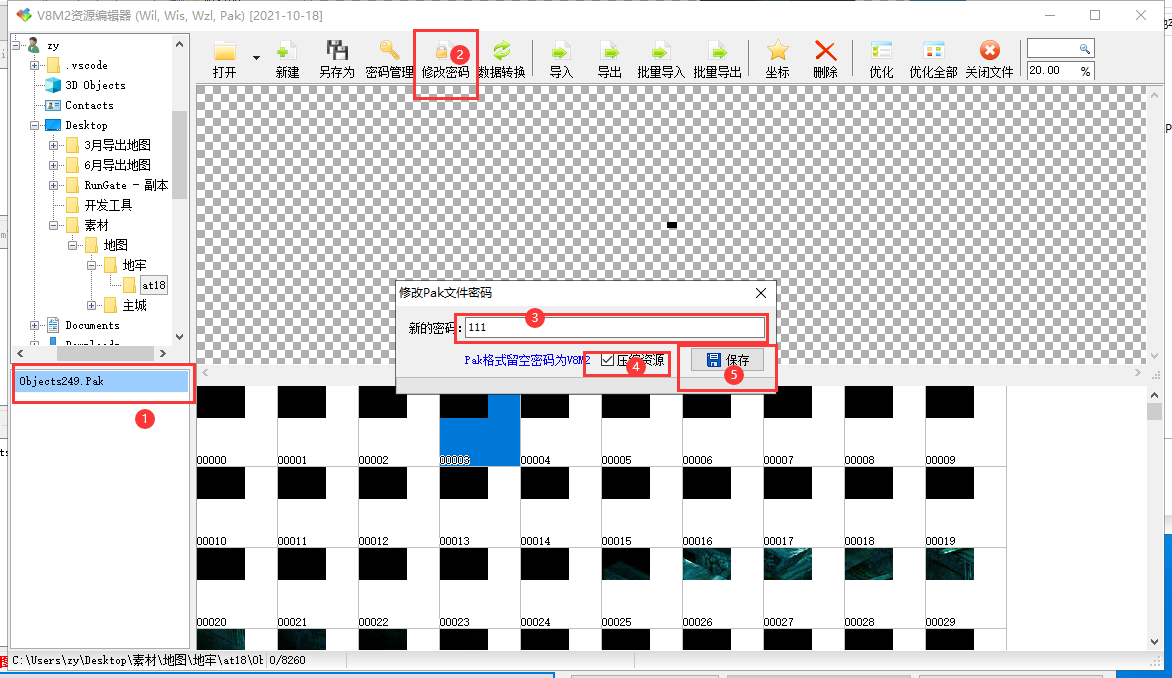 V8M2资源编辑器 (Wil, Wis, Wzl, Pak) [2021-10-18]
打开 新建 另存为 密码管理 修改密码 数据转换 导入 导出 批量导入 批量导出 坐标 删除 优化 优化全部 关闭文件
2
20.00 %
zy
.vscode
3D Objects
Contacts
Desktop
3月导出地图
6月导出地图
RunGate - 副本
开发工具
素材
地图
地牢
at18
主城
Documents
Objects249.Pak
1
修改Pak文件密码
新的密码: 111
3
Pak格式留空密码为V8M2 压缩资源 保存
4
5
00000 00001 00002 00003 00004 00005 00006 00007 00008 00009
00010 00011 00012 00013 00014 00015 00016 00017 00018 00019
00020 00021 00022 00023 00024 00025 00026 00027 00028 00029
C:\Users\zy\Desktop\素材\地图\地牢\at18\Ob 0/8260